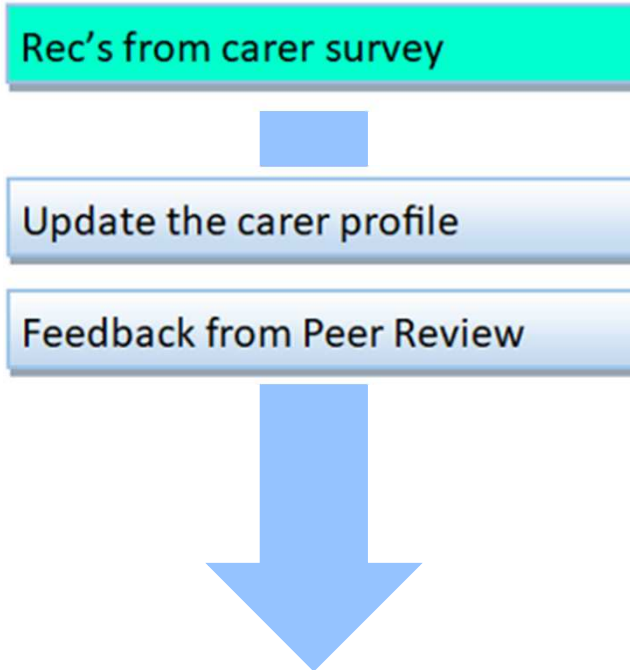 Rec’s from carer survey
Update the carer profile
Feedback from Peer Review